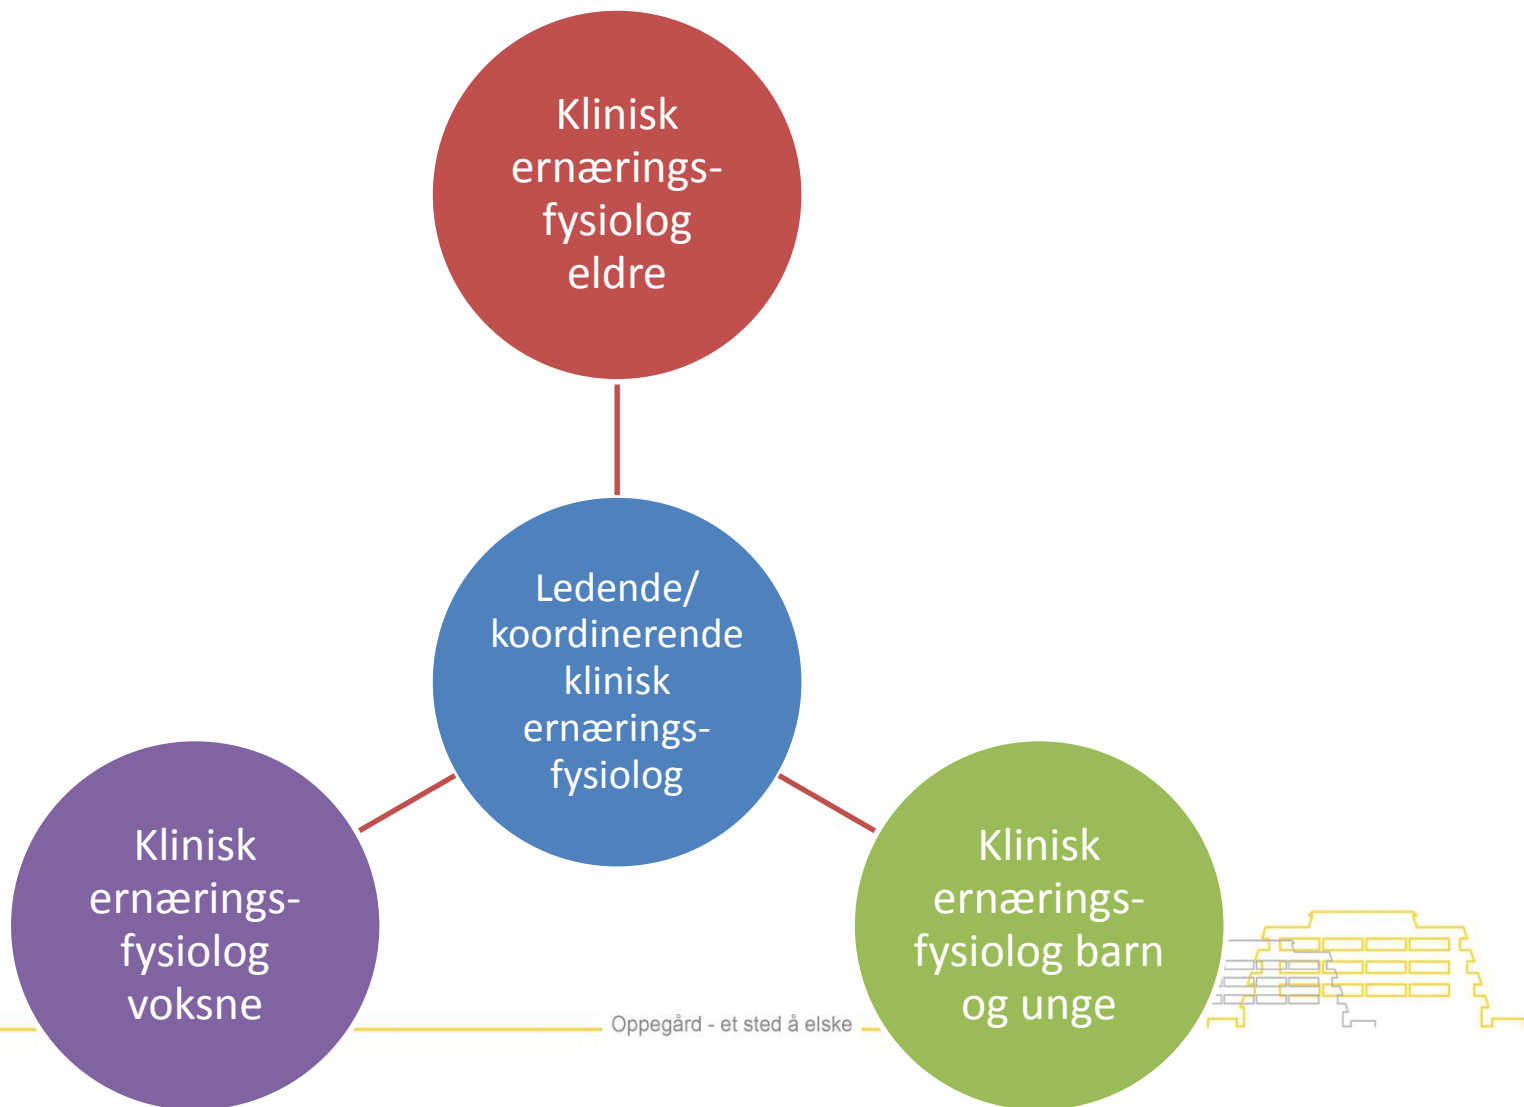 Klinisk
ernærings-
fysiolog
eldre
Ledende/
koordinerende
klinisk
ernærings-
fysiolog
Klinisk
ernærings-
fysiolog
voksne
Klinisk
ernærings-
fysiolog barn
og unge
Oppegård - et sted å elske